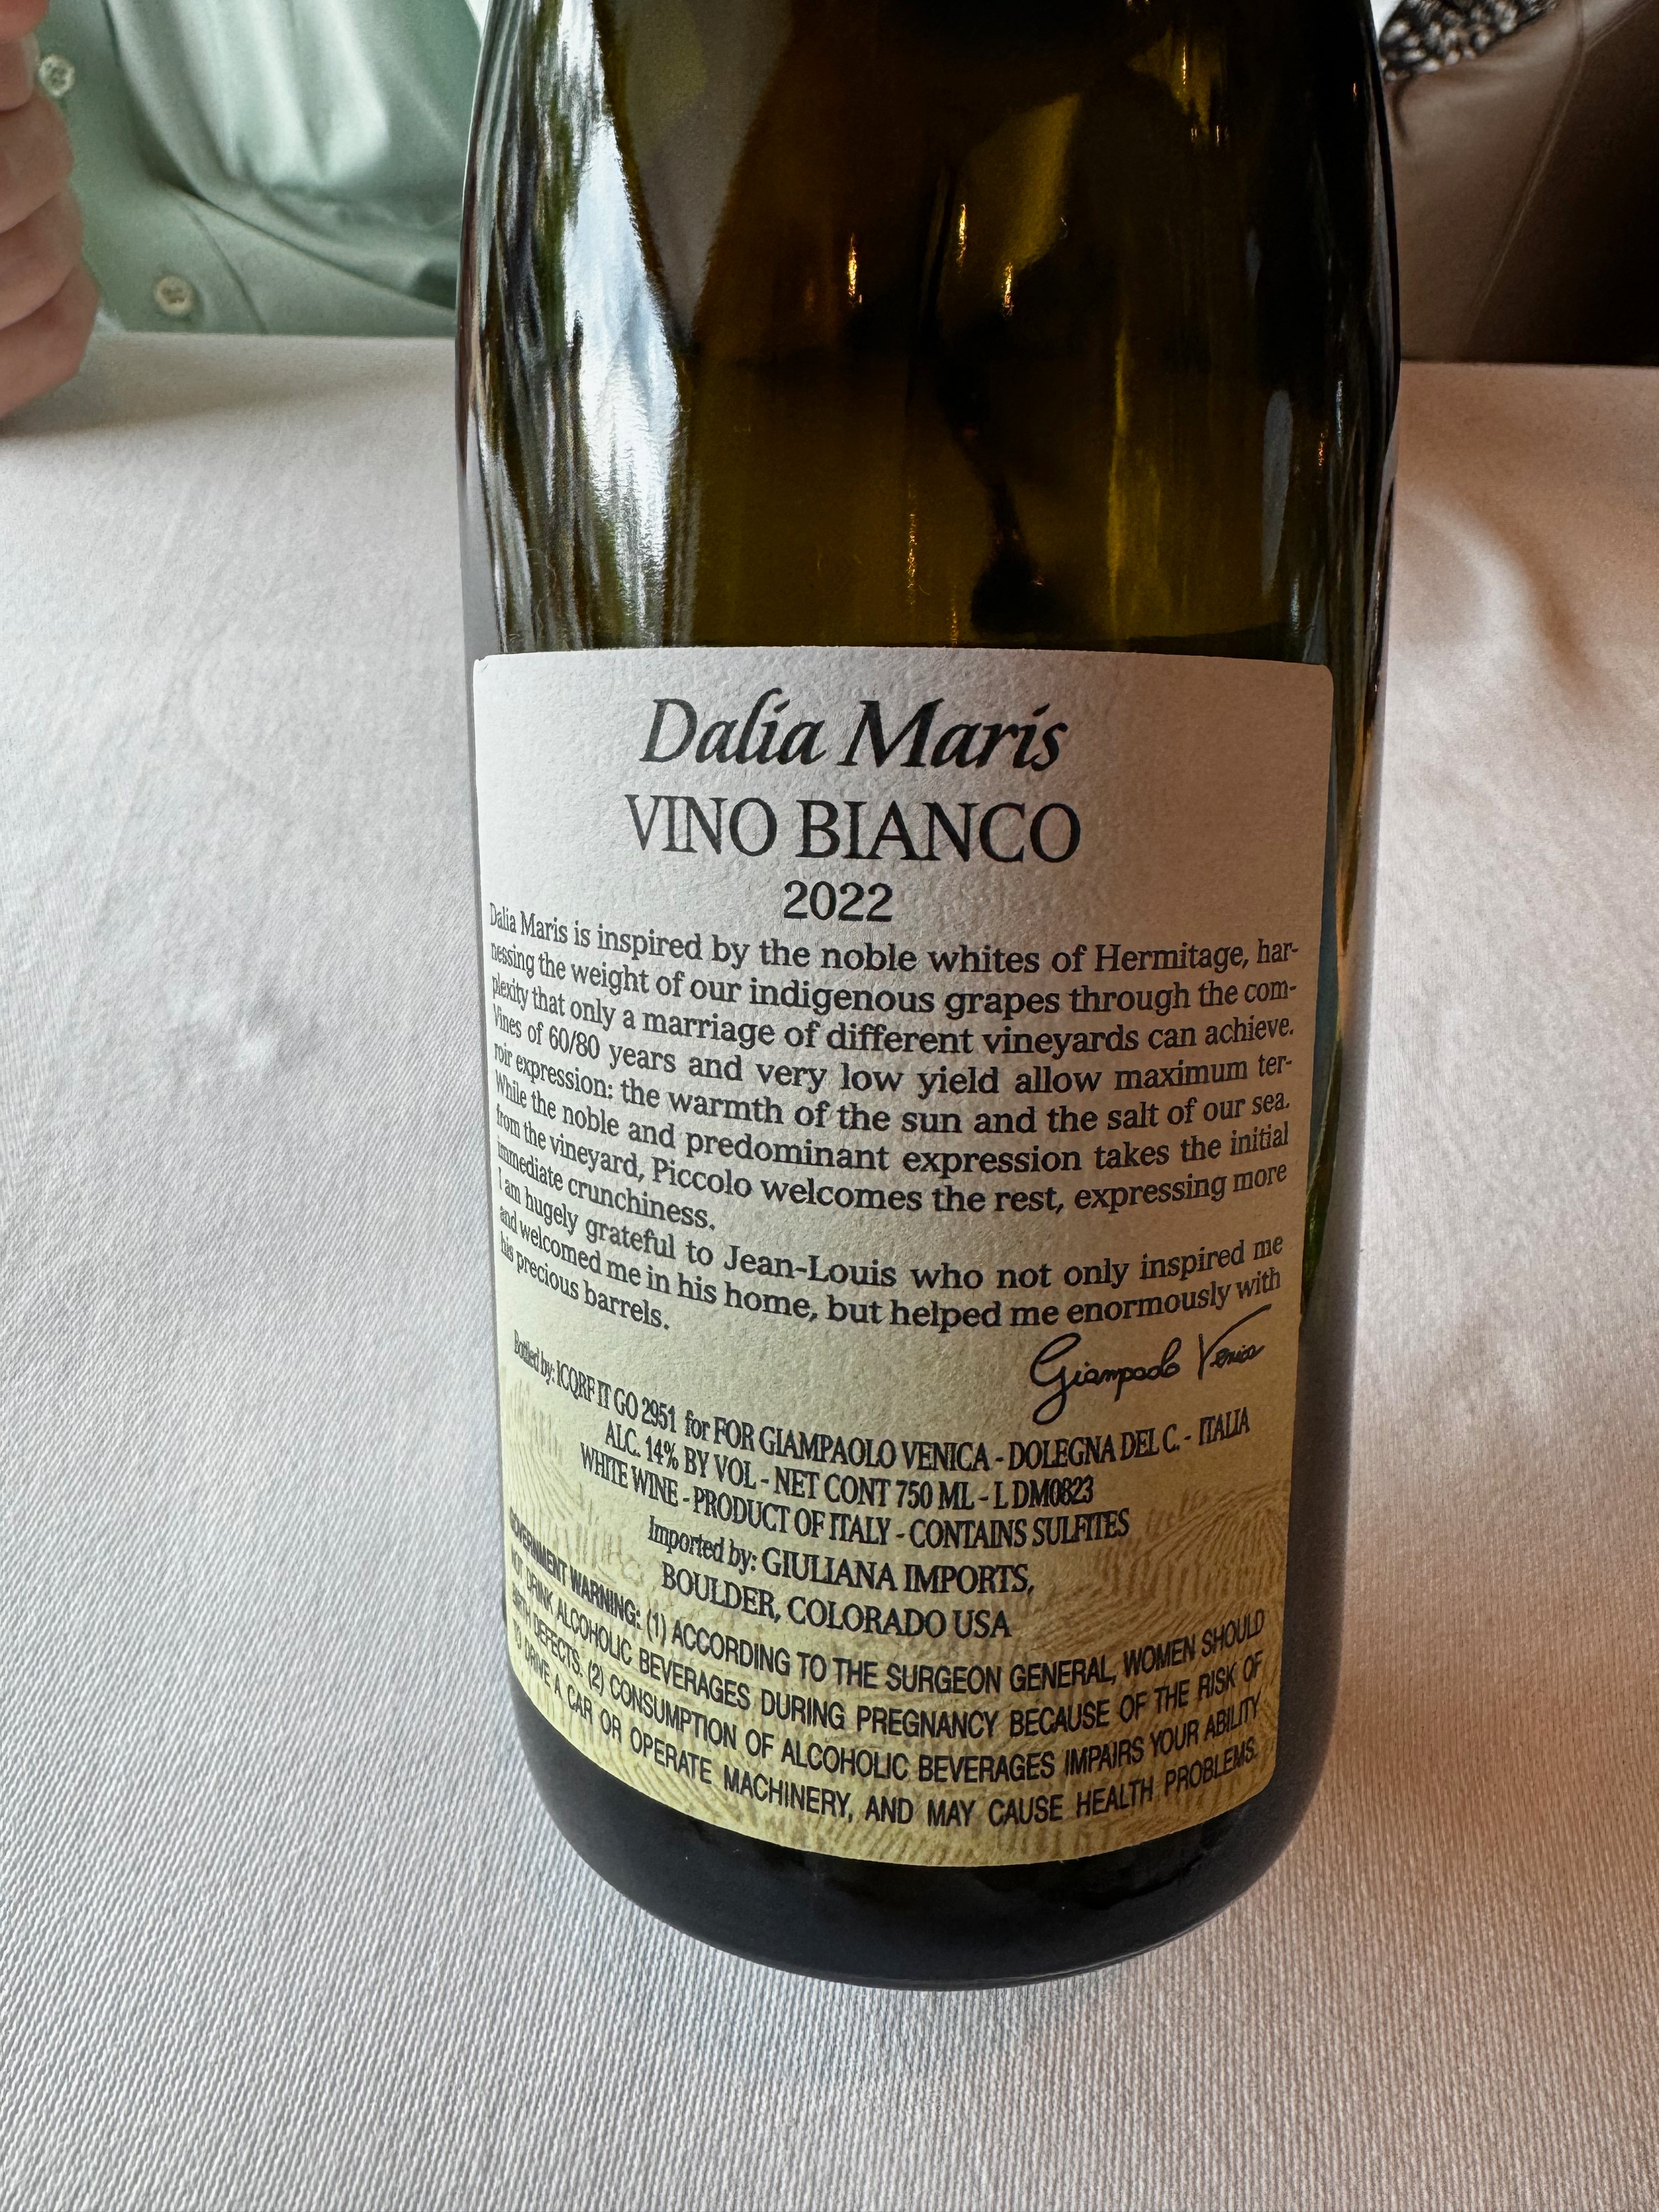 Dalia Maris
VINO BIANCO
2022
Dalia Maris is inspired by the noble whites of Hermitage, har-
nessing the weight of our indigenous grapes through the com-
plexity that only a marriage of different vineyards can achieve.
Vines of 60/80 years and very low yield allow maximum ter-
roir expression: the warmth of the sun and the salt of our sea.
While the noble and predominant expression takes the initial
from the vineyard, Piccolo welcomes the rest, expressing more
immediate crunchiness.
I am hugely grateful to Jean-Louis who not only inspired me
and welcomed me in his home, but helped me enormously with
his precious barrels.
Giampaolo Venica
Bottled by: ICQRF IT GO 2951 for FOR GIAMPAOLO VENICA - DOLEGNA DEL C. - ITALIA
ALC. 14% BY VOL - NET CONT 750 ML - L DM0823
WHITE WINE - PRODUCT OF ITALY - CONTAINS SULFITES
Imported by: GIULIANA IMPORTS,
BOULDER, COLORADO USA
GOVERNMENT WARNING: (1) ACCORDING TO THE SURGEON GENERAL, WOMEN SHOULD
NOT DRINK ALCOHOLIC BEVERAGES DURING PREGNANCY BECAUSE OF THE RISK OF
BIRTH DEFECTS. (2) CONSUMPTION OF ALCOHOLIC BEVERAGES IMPAIRS YOUR ABILITY
TO DRIVE A CAR OR OPERATE MACHINERY, AND MAY CAUSE HEALTH PROBLEMS.